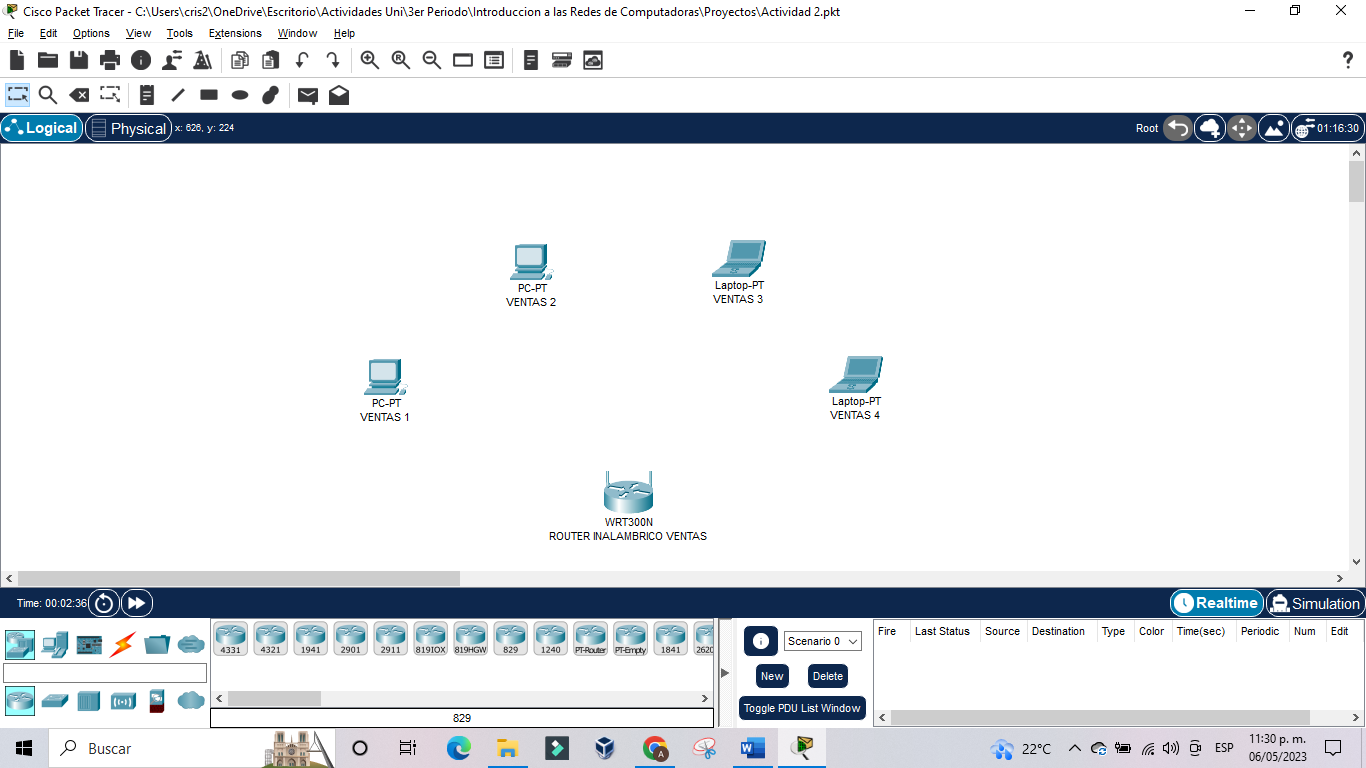 Cisco Packet Tracer - C:\Users\cris2\OneDrive\Escritorio\Actividades Uni\3er Periodo\Introduccion a las Redes de Computadoras\Proyectos\Actividad 2.pkt
File Edit Options View Tools Extensions Window Help
Logical Physical x: 626, y: 224 Root 01:16:30
PC-PT
VENTAS 2
Laptop-PT
VENTAS 3
PC-PT
VENTAS 1
Laptop-PT
VENTAS 4
WRT300N
ROUTER INALAMBRICO VENTAS
Time: 00:02:36 Realtime Simulation
4331 4321 1941 2901 2911 819IOX 819HGW 829 1240 PT-Router PT-Empty 1841 2620
829
Scenario 0
New Delete
Toggle PDU List Window
Fire Last Status Source Destination Type Color Time(sec) Periodic Num Edit
Buscar
22°C ESP 11:30 p. m.
06/05/2023